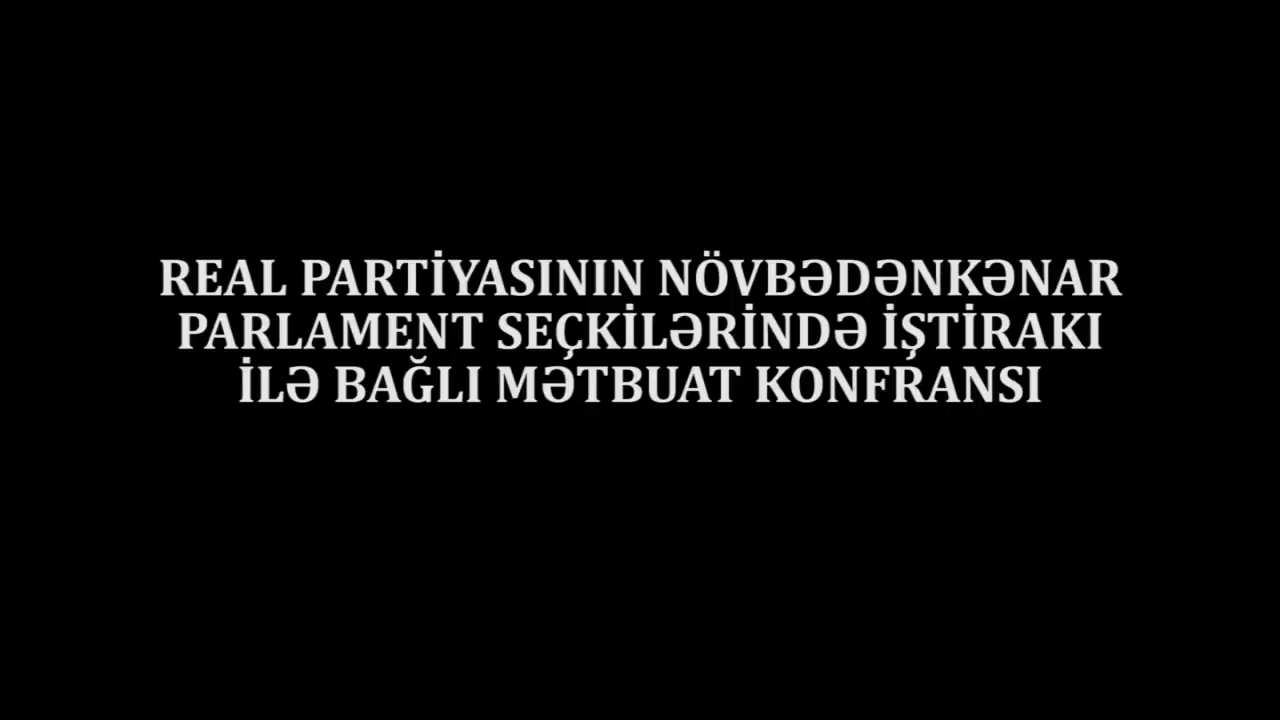 REAL PARTİYASININ NÖVBƏDƏNKƏNAR
PARLAMENT SEÇKİLƏRİNDƏ İŞTİRAKI
İLƏ BAĞLI MƏTBUAT KONFRANSI